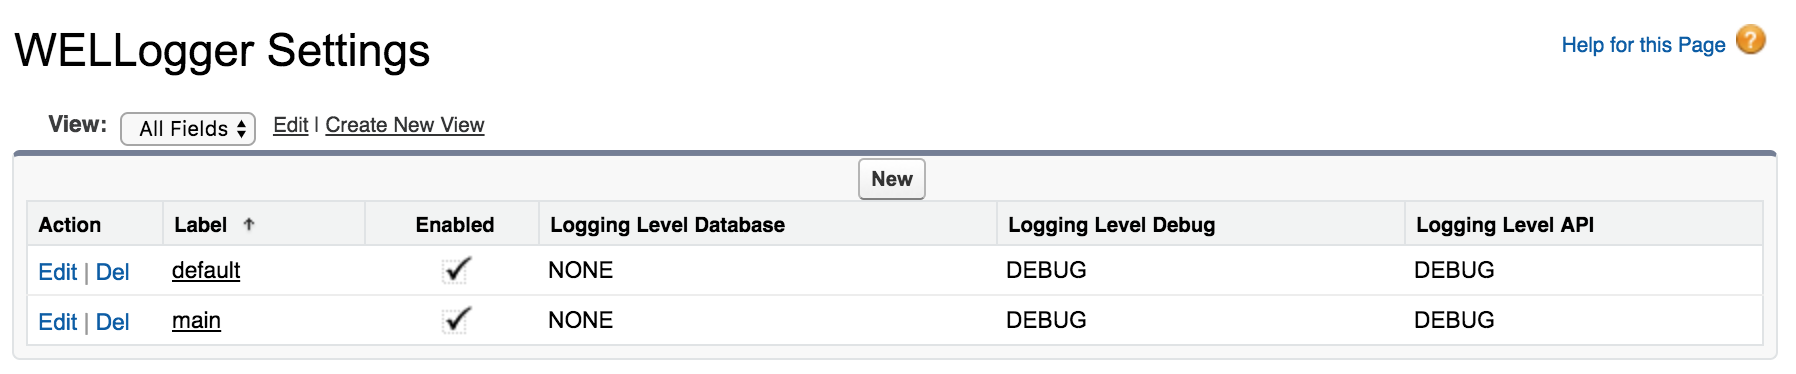 WELLogger Settings
Help for this Page ?
View: All Fields Edit | Create New View
New
Action Label Enabled Logging Level Database Logging Level Debug Logging Level API
Edit | Del default NONE DEBUG DEBUG
Edit | Del main NONE DEBUG DEBUG